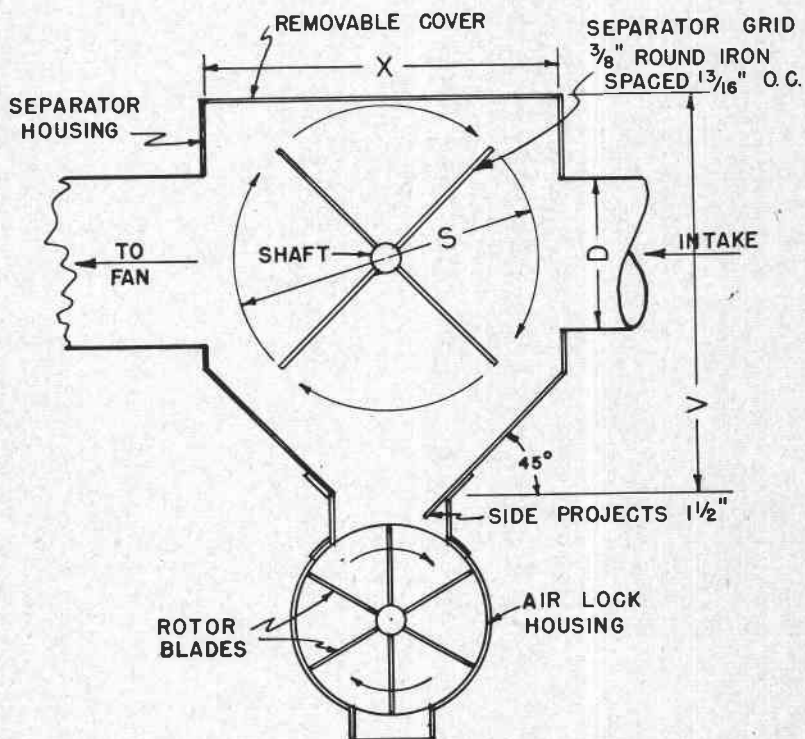 REMOVABLE COVER
SEPARATOR GRID
3/8" ROUND IRON
SPACED 13/16" O.C.
X
SEPARATOR
HOUSING
S
SHAFT
TO
FAN
D
INTAKE
V
45°
SIDE PROJECTS 1 1/2"
ROTOR
BLADES
AIR LOCK
HOUSING